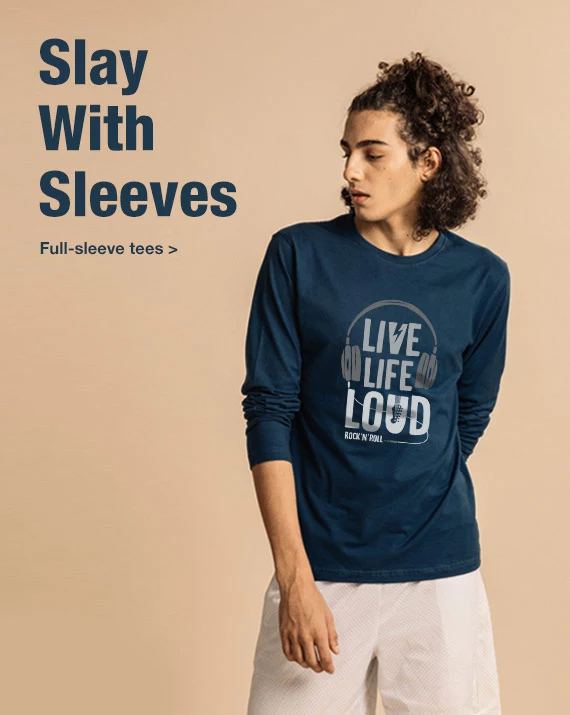 Slay
With
Sleeves
Full-sleeve tees >
LIVE
LIFE
LOUD
ROCK'N'ROLL